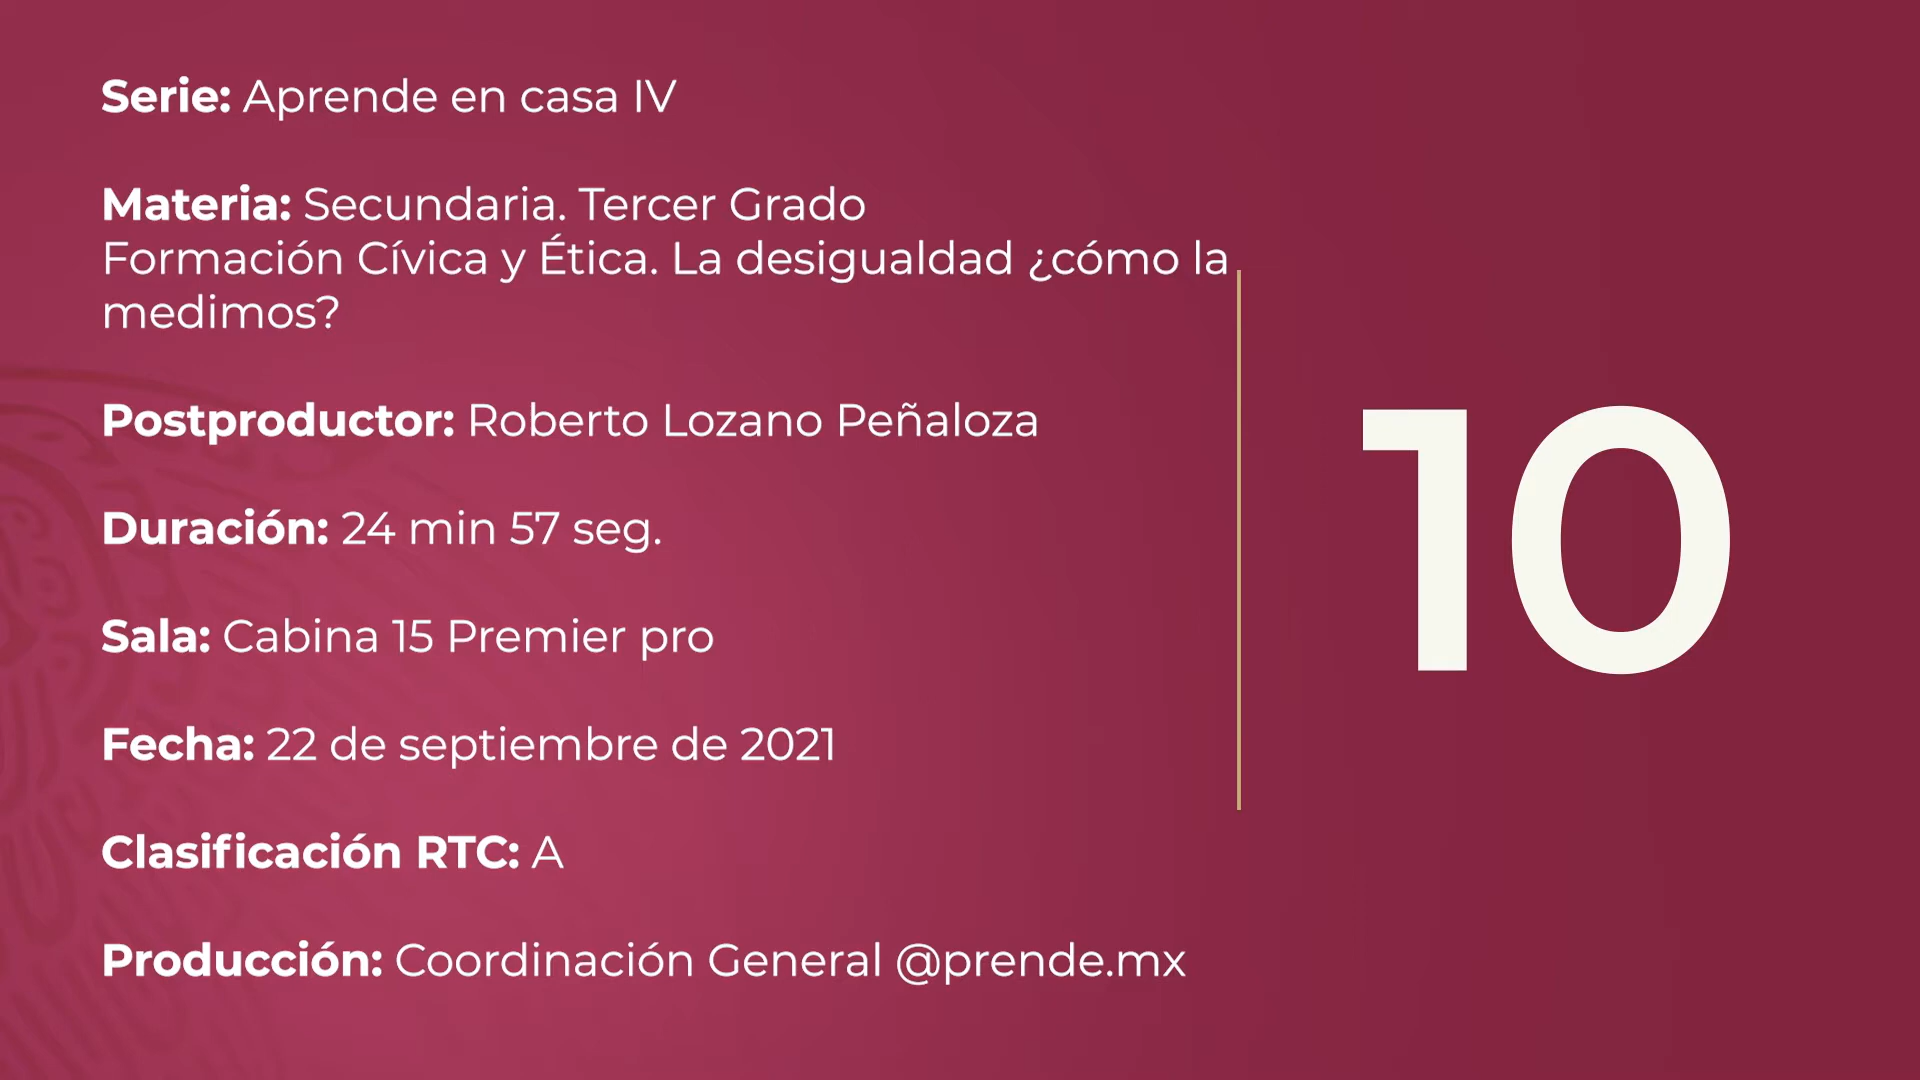 Serie: Aprende en casa IV
Materia: Secundaria. Tercer Grado
Formación Cívica y Ética. La desigualdad ¿cómo la
medimos?
Postproductor: Roberto Lozano Peñaloza
Duración: 24 min 57 seg.
Sala: Cabina 15 Premier pro
Fecha: 22 de septiembre de 2021
Clasificación RTC: A
Producción: Coordinación General @prende.mx
10